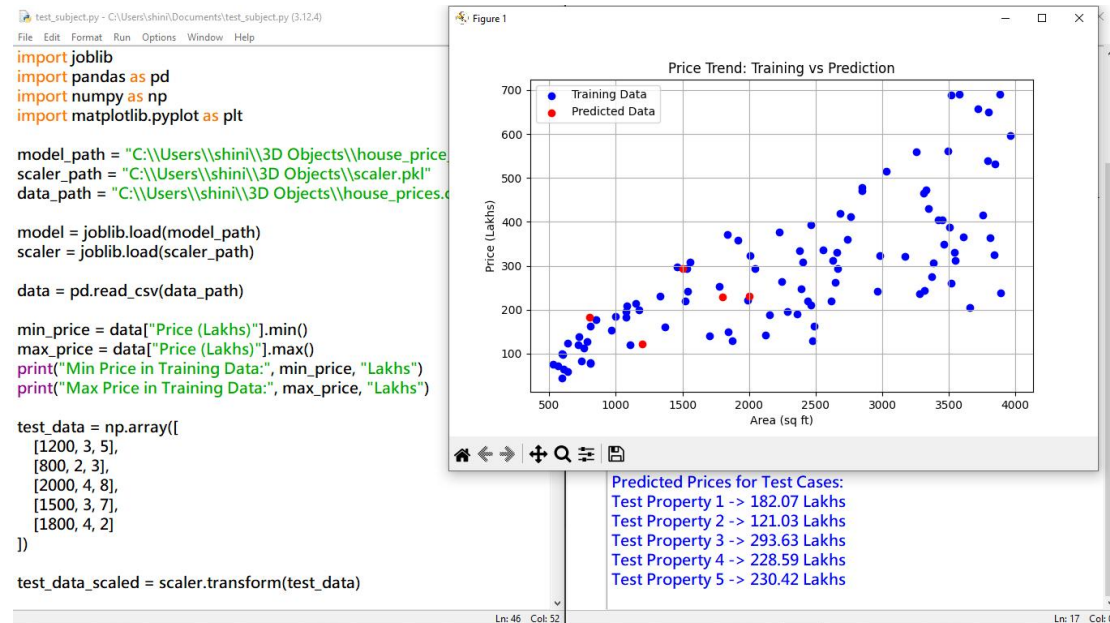 test_subject.py - C:\Users\shini\Documents\test_subject.py (3.12.4)
File Edit Format Run Options Window Help
import joblib
import pandas as pd
import numpy as np
import matplotlib.pyplot as plt
model_path = "C:\\Users\\shini\\3D Objects\\house_price_
scaler_path = "C:\\Users\\shini\\3D Objects\\scaler.pkl"
data_path = "C:\\Users\\shini\\3D Objects\\house_prices.c
model = joblib.load(model_path)
scaler = joblib.load(scaler_path)
data = pd.read_csv(data_path)
min_price = data["Price (Lakhs)"].min()
max_price = data["Price (Lakhs)"].max()
print("Min Price in Training Data:", min_price, "Lakhs")
print("Max Price in Training Data:", max_price, "Lakhs")
test_data = np.array([
[1200, 3, 5],
[800, 2, 3],
[2000, 4, 8],
[1500, 3, 7],
[1800, 4, 2]
])
test_data_scaled = scaler.transform(test_data)
Ln: 46 Col: 52
Figure 1
Price Trend: Training vs Prediction
Training Data
Predicted Data
700
600
500
400
300
200
100
Price (Lakhs)
500 1000 1500 2000 2500 3000 3500 4000
Area (sq ft)
Predicted Prices for Test Cases:
Test Property 1 -> 182.07 Lakhs
Test Property 2 -> 121.03 Lakhs
Test Property 3 -> 293.63 Lakhs
Test Property 4 -> 228.59 Lakhs
Test Property 5 -> 230.42 Lakhs
Ln: 17 Col: